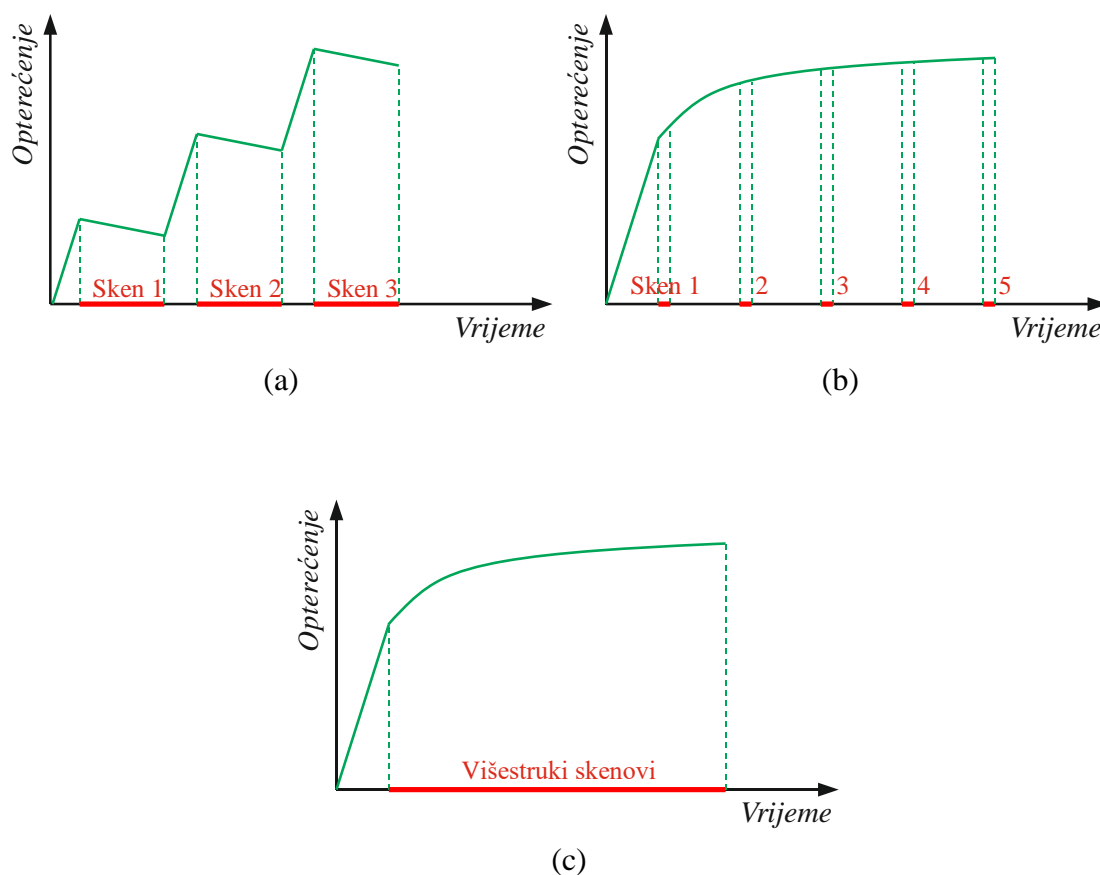 Opterećenje
Sken 1 Sken 2 Sken 3
Vrijeme
(a)
Opterećenje
Sken 1 2 3 4 5
Vrijeme
(b)
Opterećenje
Višestruki skenovi
Vrijeme
(c)